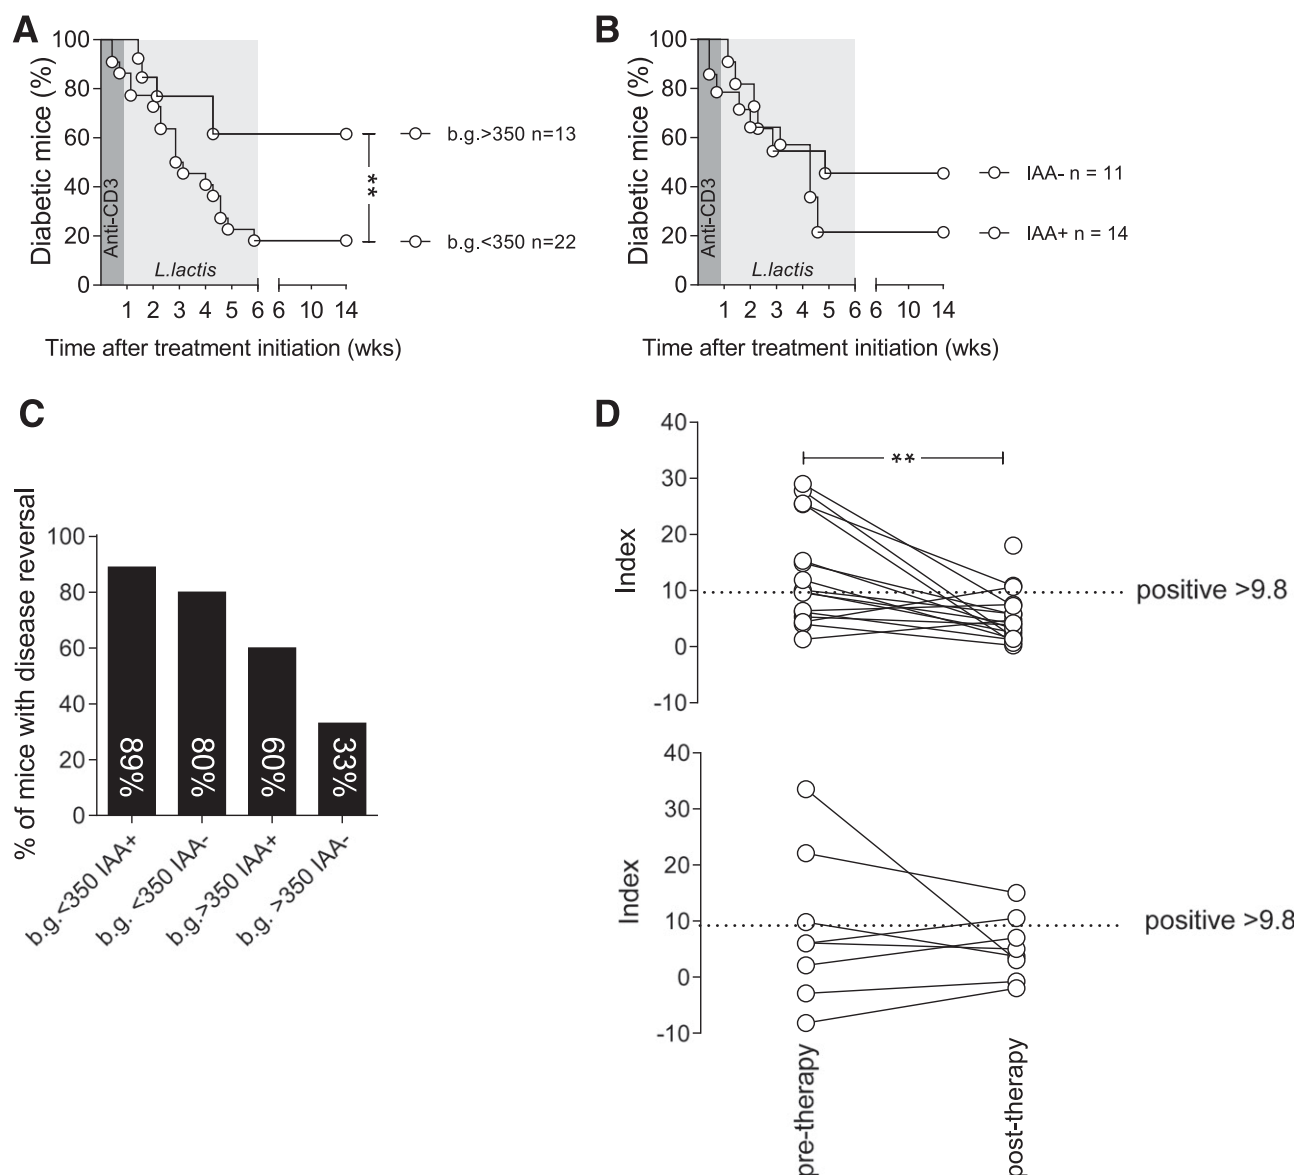 A
Diabetic mice (%)
100
80
60
40
20
0
Anti-CD3
L.lactis
1 2 3 4 5 6 6 10 14
Time after treatment initiation (wks)
b.g.>350 n=13
**
b.g.<350 n=22
B
Diabetic mice (%)
100
80
60
40
20
0
Anti-CD3
L.lactis
1 2 3 4 5 6 6 10 14
Time after treatment initiation (wks)
IAA- n = 11
IAA+ n = 14
C
% of mice with disease reversal
100
80
60
40
20
0
89%
80%
60%
33%
b.g.<350 IAA+
b.g. <350 IAA-
b.g.>350 IAA+
b.g. >350 IAA-
D
Index
40
30
20
10
0
-10
**
positive >9.8
Index
40
30
20
10
0
-10
positive >9.8
pre-therapy
post-therapy